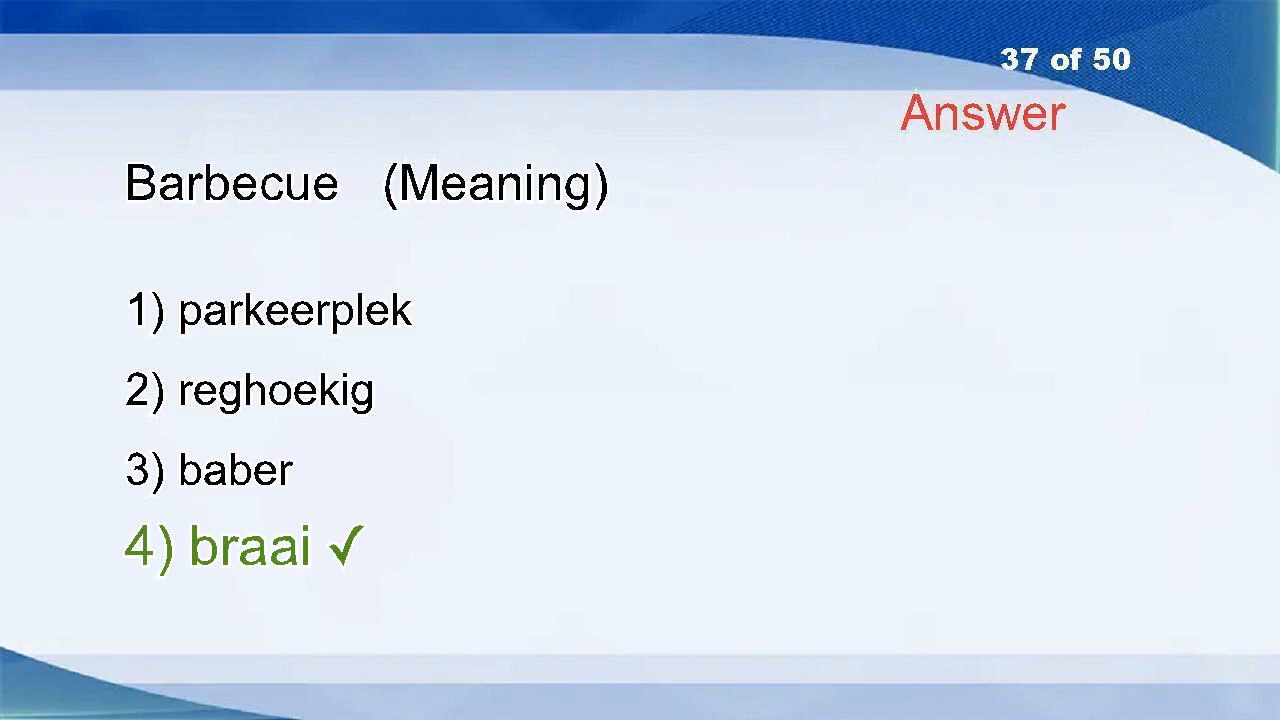 37 of 50
Answer
Barbecue (Meaning)
1) parkeerplek
2) reghoekig
3) baber
4) braai ✓